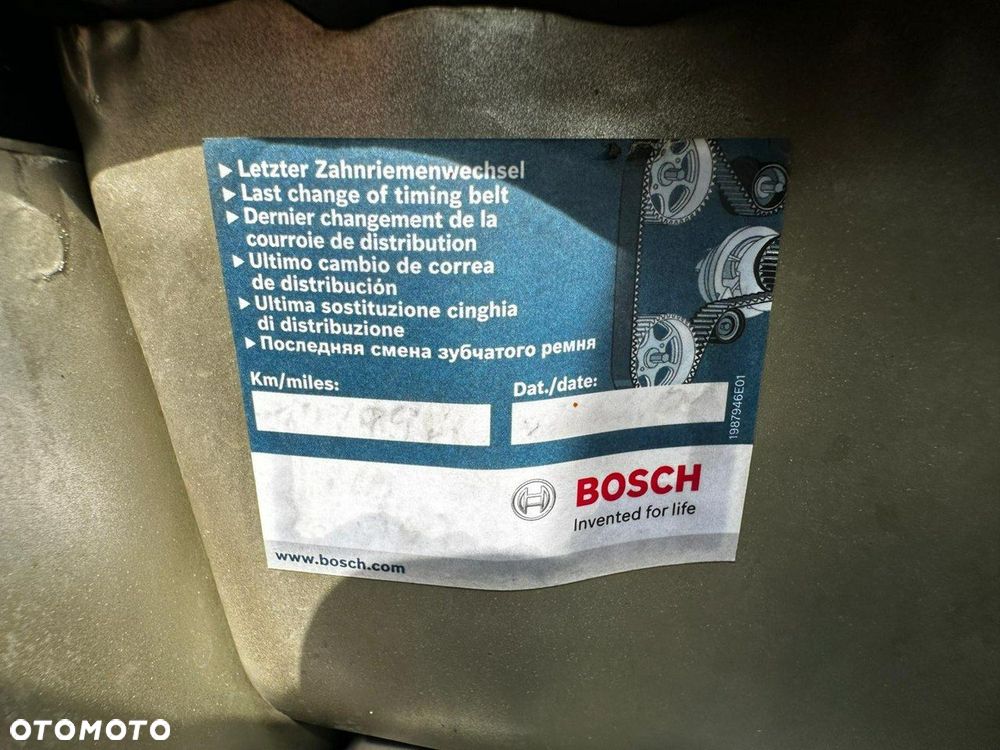 ▶ Letzter Zahnriemenwechsel
▶ Last change of timing belt
▶ Dernier changement de la
courroie de distribution
▶ Ultimo cambio de correa
de distribución
▶ Ultima sostituzione cinghia
di distribuzione
▶ Последняя смена зубчатого ремня
Km/miles:
Dat./date:
1987946E01
BOSCH
Invented for life
www.bosch.com
OTOMOTO